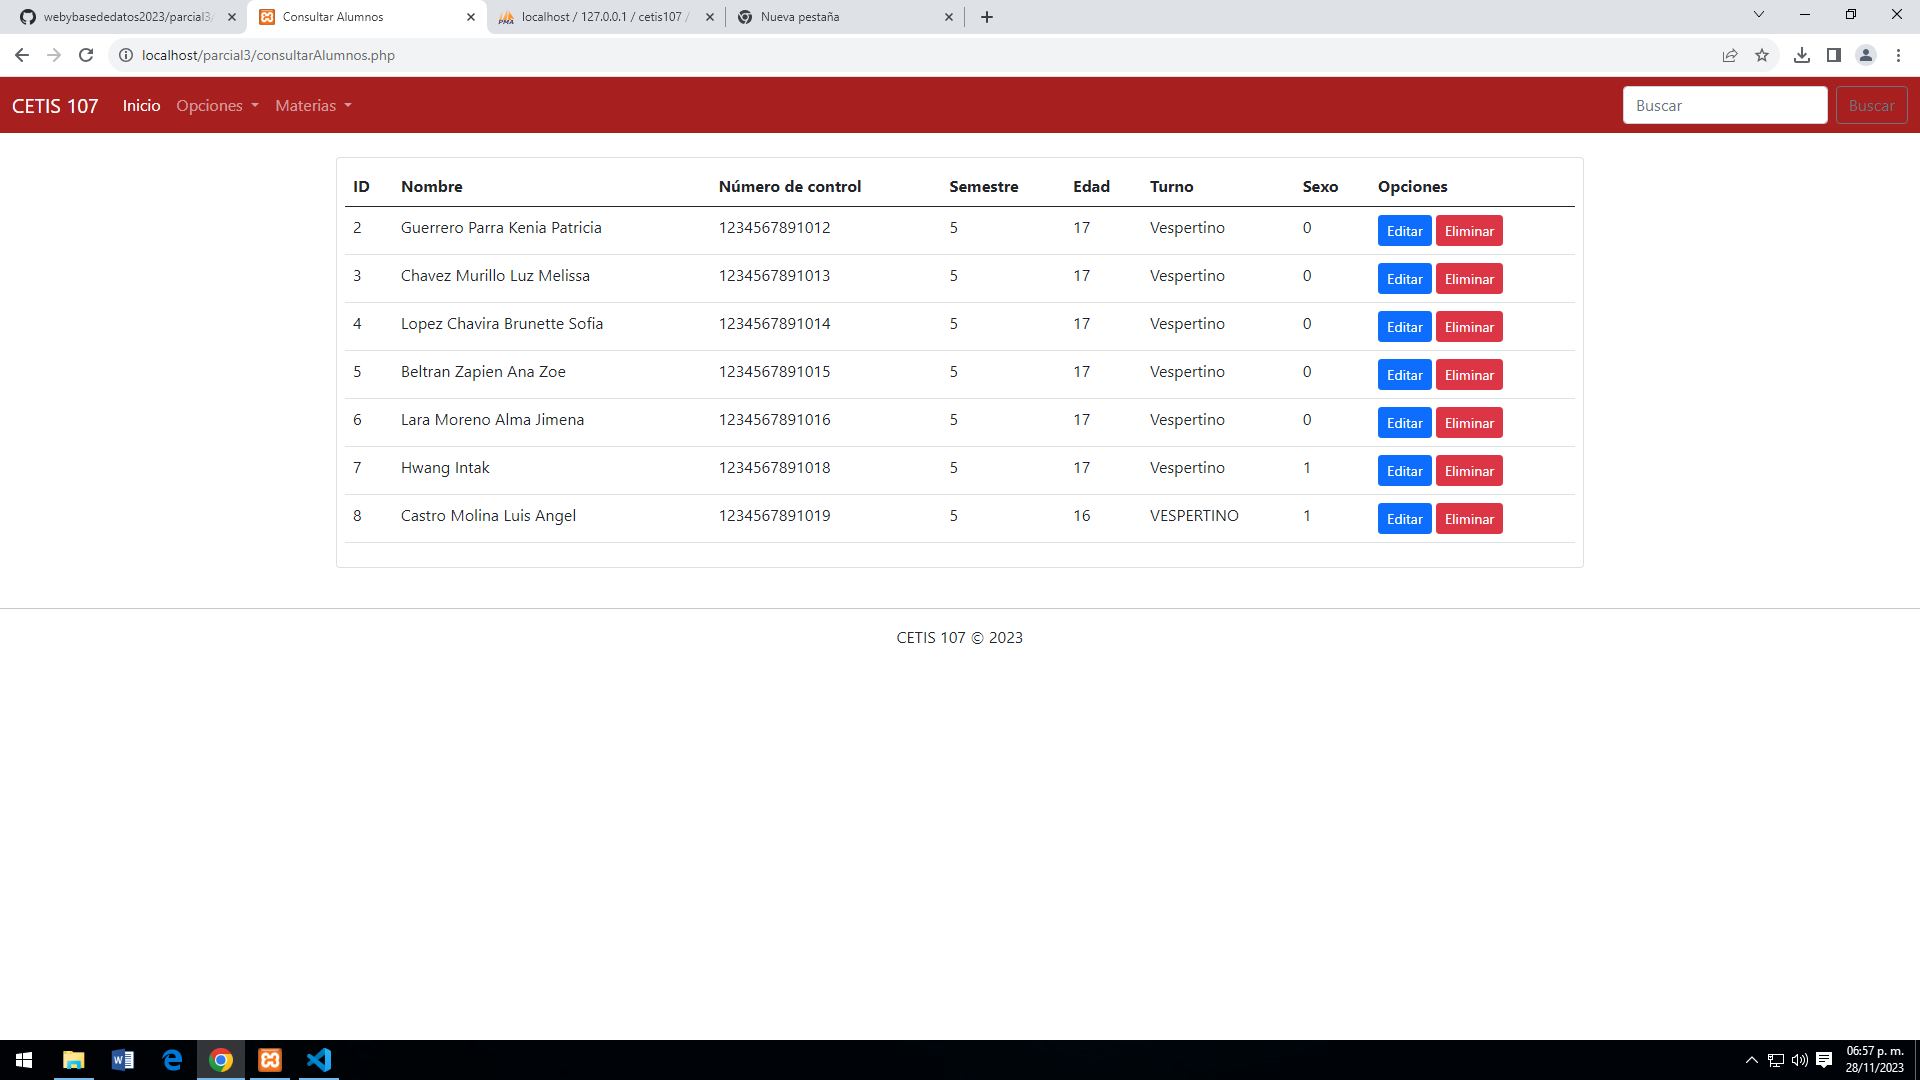 webybasededatos2023/parcial3/ Consultar Alumnos localhost / 127.0.0.1 / cetis107 / Nueva pestaña
localhost/parcial3/consultarAlumnos.php
CETIS 107 Inicio Opciones Materias Buscar Buscar
ID Nombre Número de control Semestre Edad Turno Sexo Opciones
2 Guerrero Parra Kenia Patricia 1234567891012 5 17 Vespertino 0 Editar Eliminar
3 Chavez Murillo Luz Melissa 1234567891013 5 17 Vespertino 0 Editar Eliminar
4 Lopez Chavira Brunette Sofia 1234567891014 5 17 Vespertino 0 Editar Eliminar
5 Beltran Zapien Ana Zoe 1234567891015 5 17 Vespertino 0 Editar Eliminar
6 Lara Moreno Alma Jimena 1234567891016 5 17 Vespertino 0 Editar Eliminar
7 Hwang Intak 1234567891018 5 17 Vespertino 1 Editar Eliminar
8 Castro Molina Luis Angel 1234567891019 5 16 VESPERTINO 1 Editar Eliminar
CETIS 107 © 2023
06:57 p. m.
28/11/2023